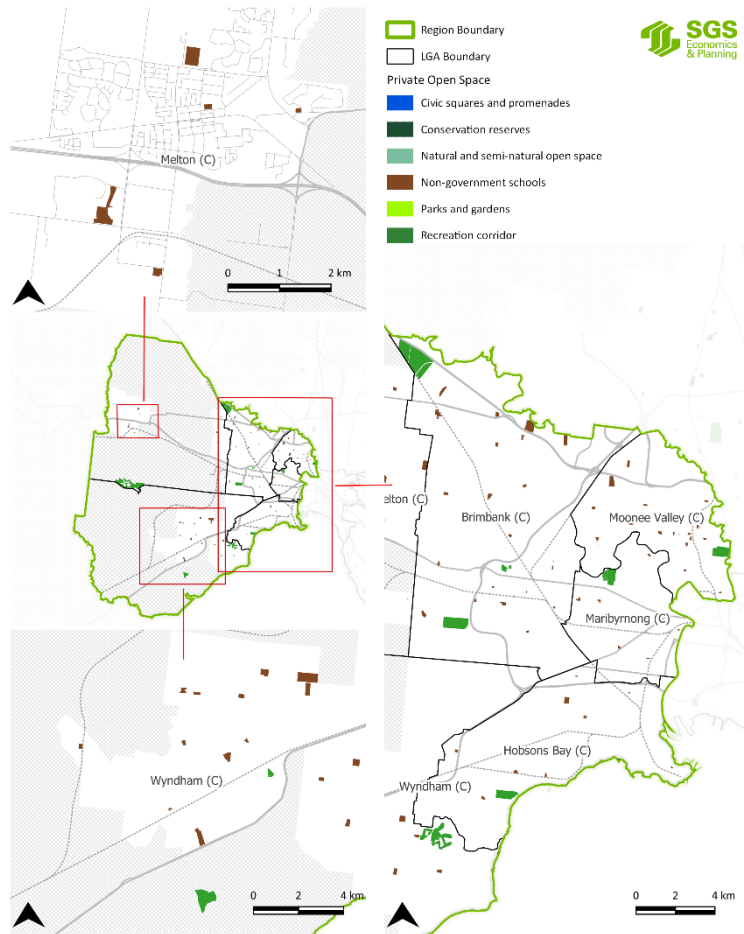 Region Boundary
LGA Boundary
Private Open Space
Civic squares and promenades
Conservation reserves
Natural and semi-natural open space
Non-government schools
Parks and gardens
Recreation corridor
SGS
Economics
& Planning
Melton (C)
0 1 2 km
elton (C)
Brimbank (C)
Moonee Valley (C)
Maribyrnong (C)
Hobsons Bay (C)
Wyndham (C)
0 2 4 km
Wyndham (C)
0 2 4 km